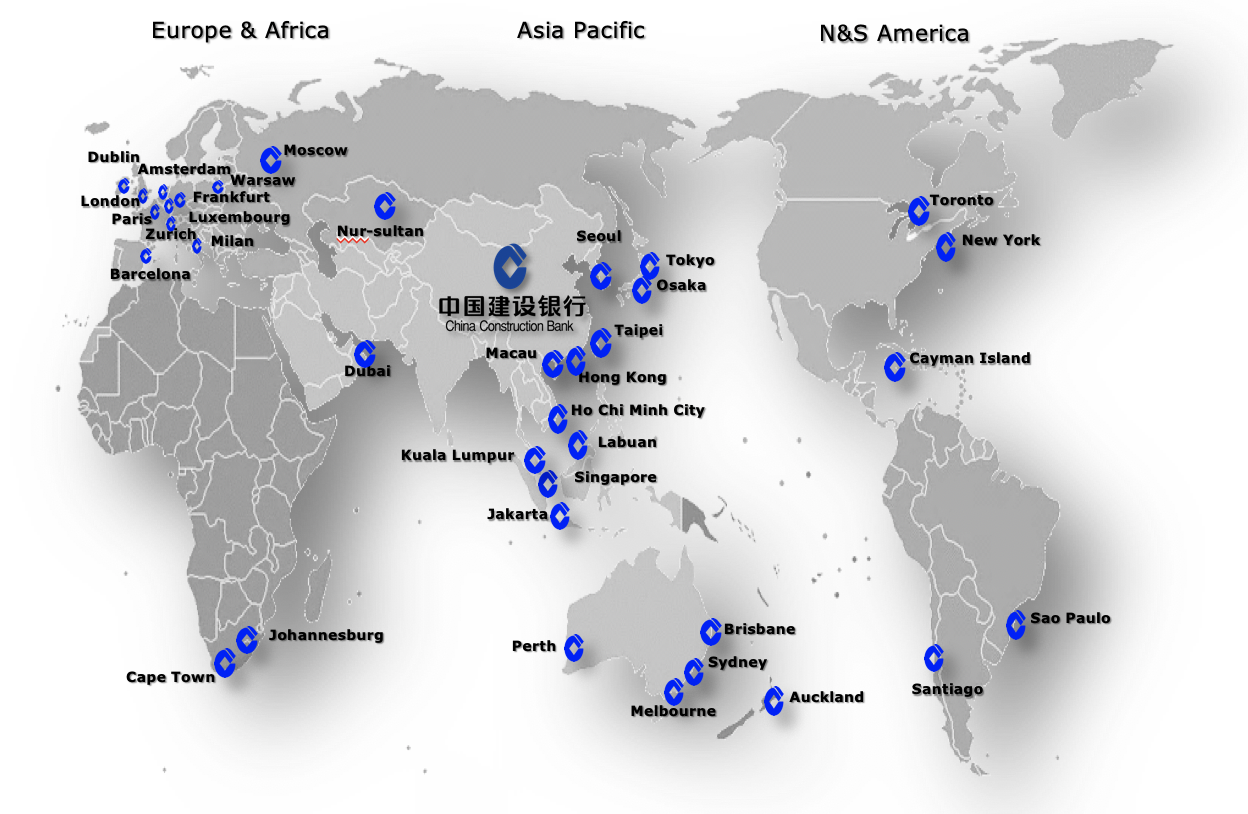 Europe & Africa
Asia Pacific
N&S America
Dublin
Amsterdam
Moscow
Warsaw
London
Frankfurt
Paris
Luxembourg
Zurich
Milan
Barcelona
Nur-sultan
Dubai
Johannesburg
Cape Town
中国建设银行
China Construction Bank
Seoul
Tokyo
Osaka
Taipei
Macau
Hong Kong
Ho Chi Minh City
Labuan
Kuala Lumpur
Singapore
Jakarta
Perth
Brisbane
Sydney
Melbourne
Auckland
Toronto
New York
Cayman Island
Sao Paulo
Santiago